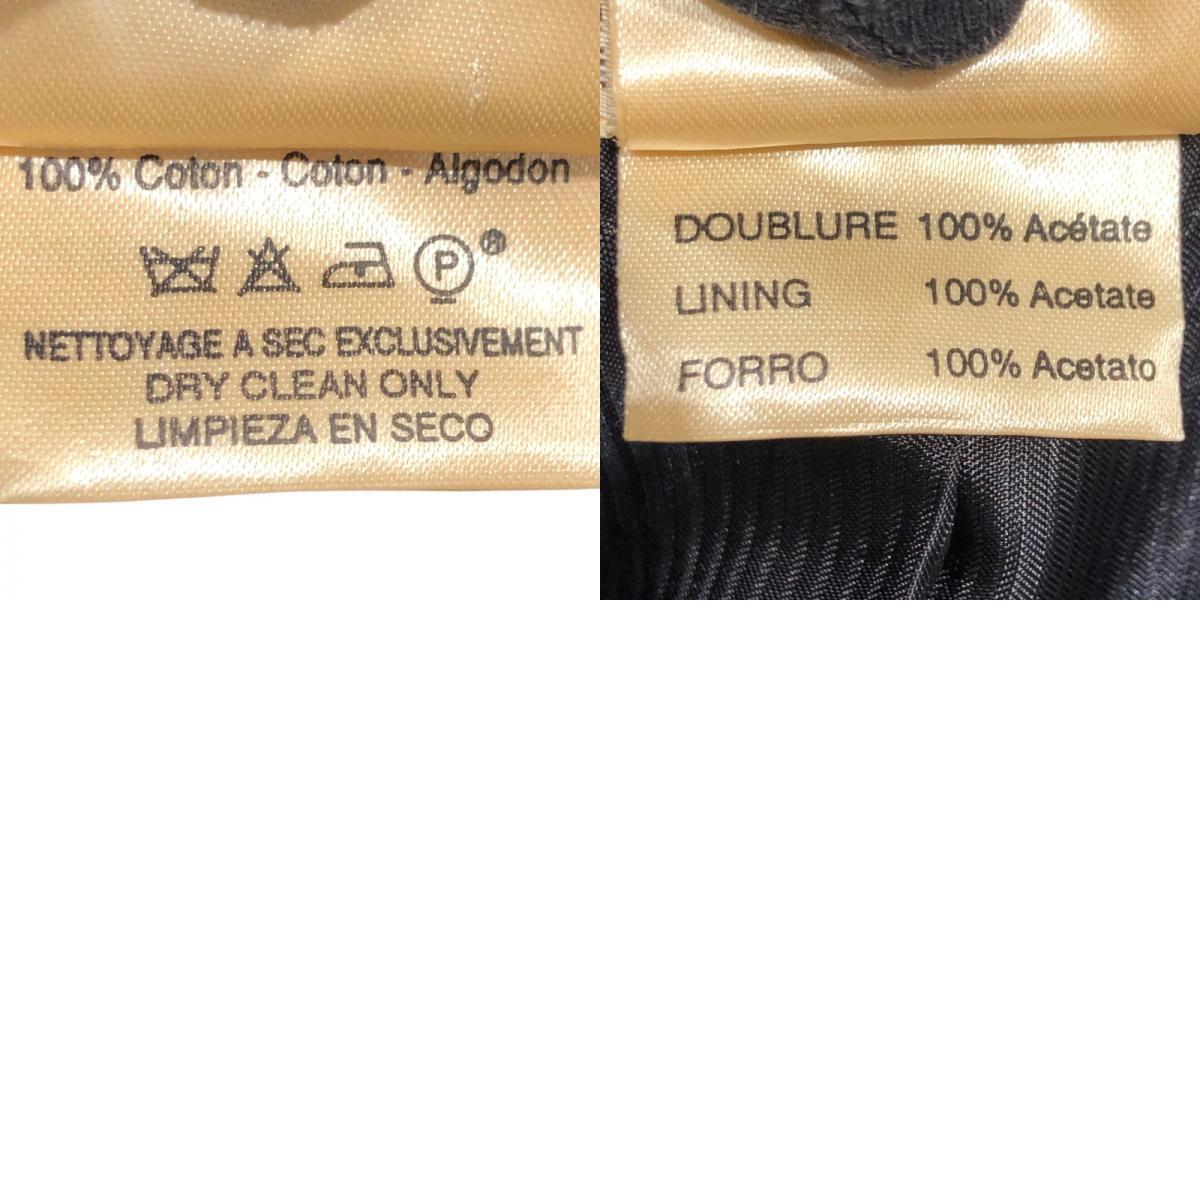 100% Coton - Coton - Algodon
P ®
NETTOYAGE A SEC EXCLUSIVEMENT
DRY CLEAN ONLY
LIMPIEZA EN SECO
DOUBLURE 100% Acétate
LINING 100% Acetate
FORRO 100% Acetato